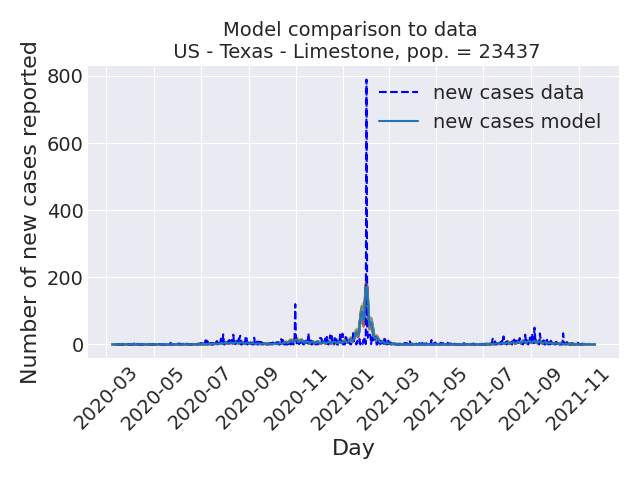 Model comparison to data
US - Texas - Limestone, pop. = 23437
Number of new cases reported
800
600
400
200
0
new cases data
new cases model
2020-03
2020-05
2020-07
2020-09
2020-11
2021-01
2021-03
2021-05
2021-07
2021-09
2021-11
Day